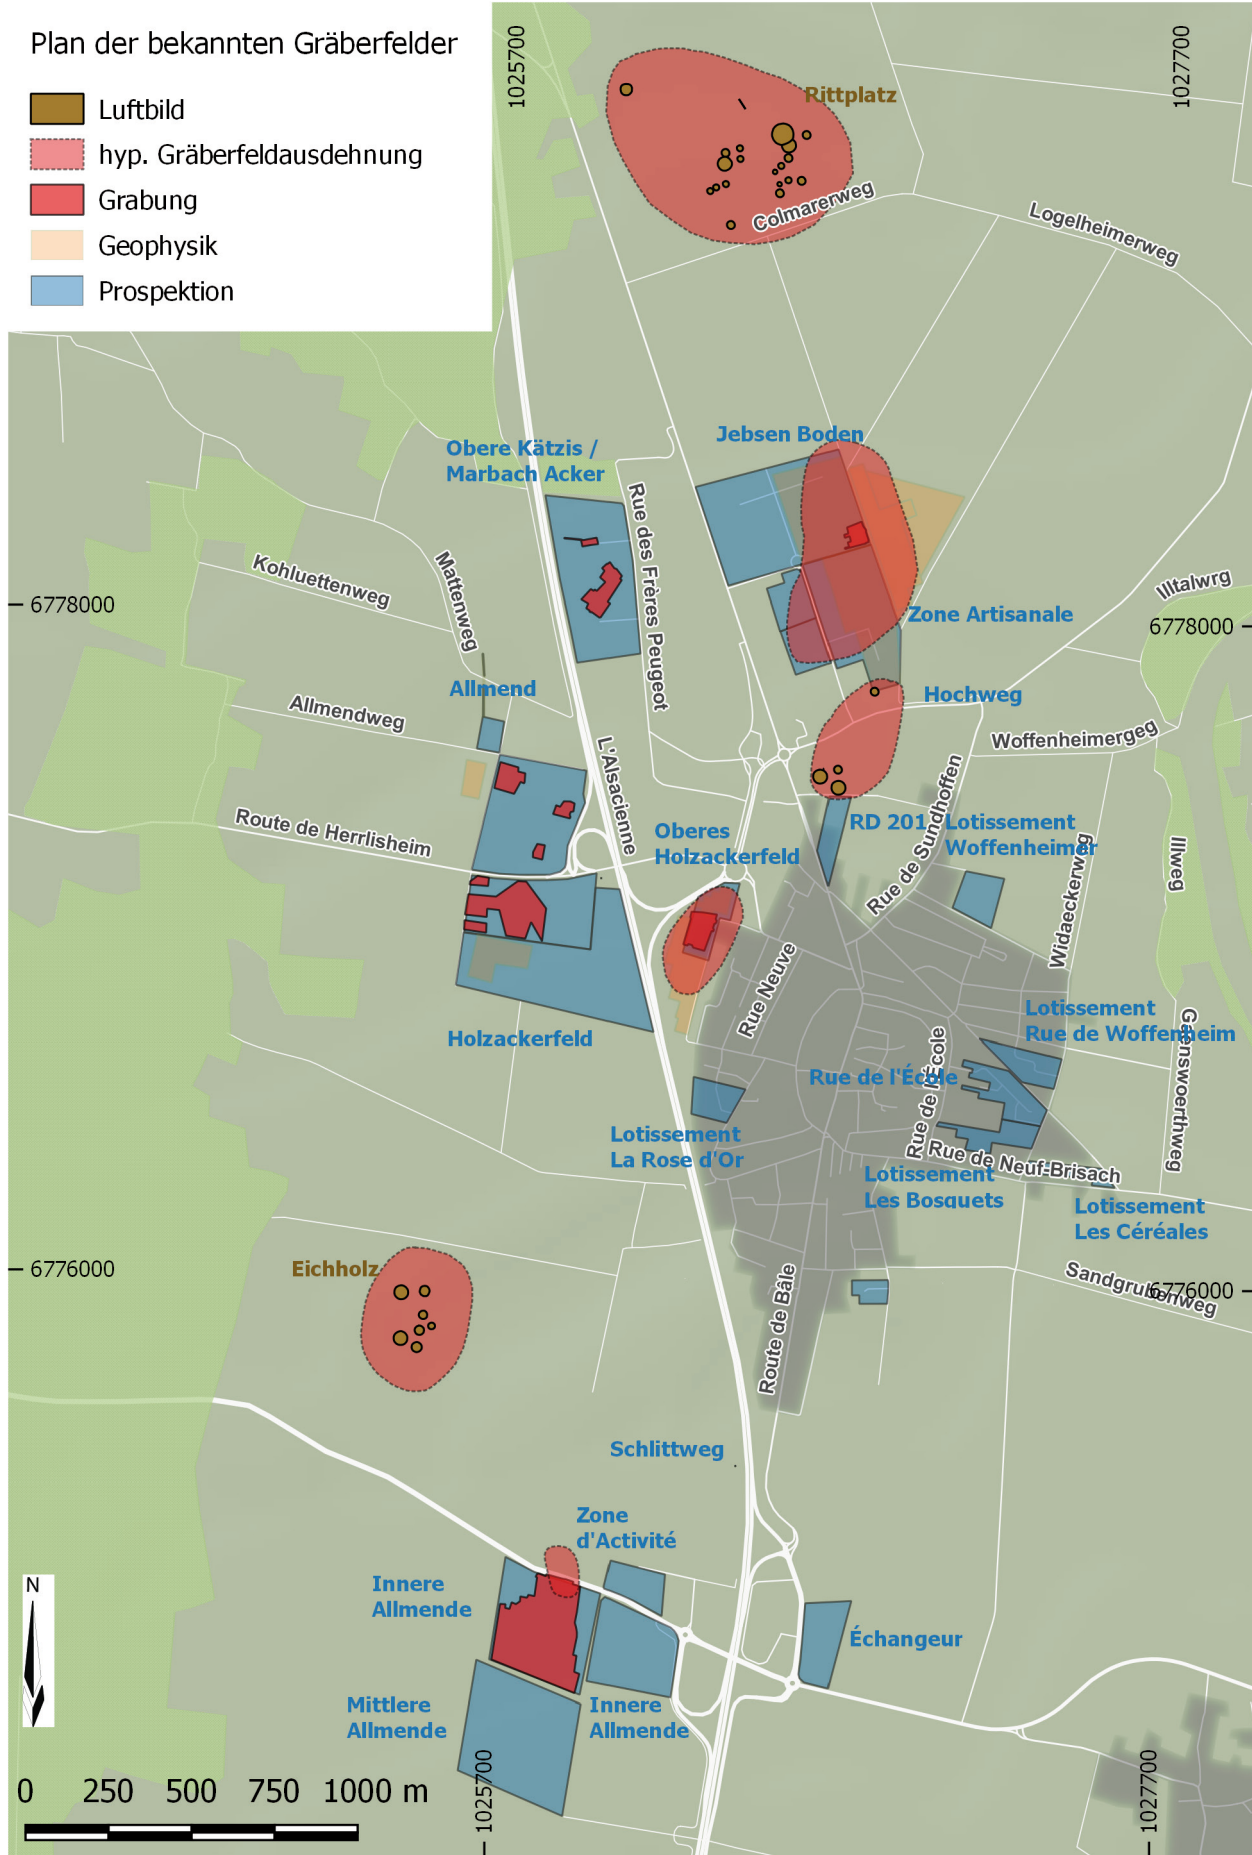 Plan der bekannten Gräberfelder
Luftbild
hyp. Gräberfeldausdehnung
Grabung
Geophysik
Prospektion
1025700
1027700
Rittplatz
Colmarerweg
Logelheimerweg
Jebsen Boden
Obere Kätzis /
Marbach Acker
Rue des Frères Peugeot
Kohluettenweg
Mattenweg
Illtalwrg
6778000
6778000
Zone Artisanale
Allmend
Hochweg
Allmendweg
Woffenheimergeg
L'Alsacienne
Route de Herrlisheim
Oberes
Holzackerfeld
RD 201
Rue de Sundhoffen
Lotissement
Woffenheimer
Widaeckerweg
Illweg
Rue Neuve
Holzackerfeld
Lotissement
Rue de Woffenheim
Gaenswoerthweg
Rue de l'École
Rue de l'École
Lotissement
La Rose d'Or
Rue de Neuf-Brisach
Lotissement
Les Bosquets
Lotissement
Les Céréales
6776000
Eichholz
Sandgrubenweg
6776000
Route de Bâle
Schlittweg
Zone
d'Activité
Innere
Allmende
Échangeur
Mittlere
Allmende
Innere
Allmende
N
0 250 500 750 1000 m
1025700
1027700